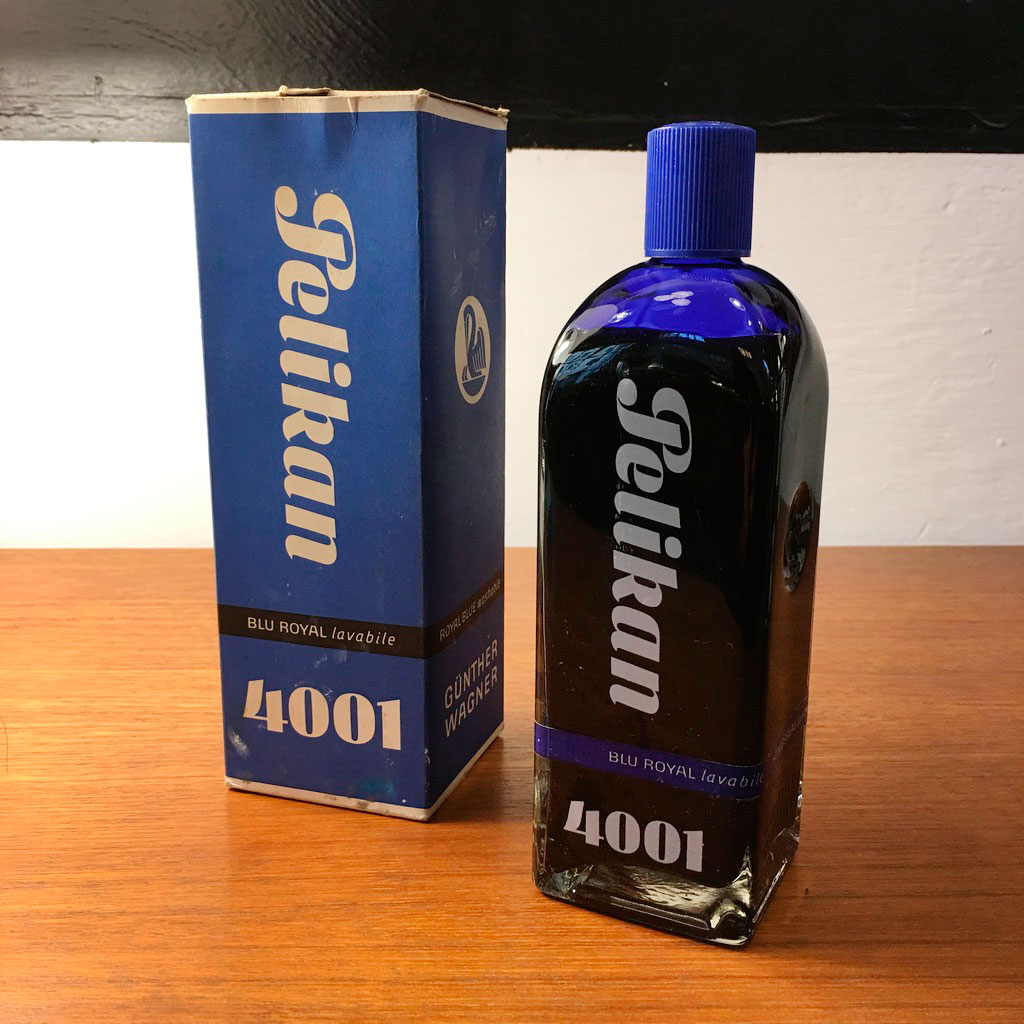 Pelikan
BLU ROYAL lavabile
4001
ROYAL BLUE washable
GÜNTHER
WAGNER
Pelikan
BLU ROYAL lavabile
4001